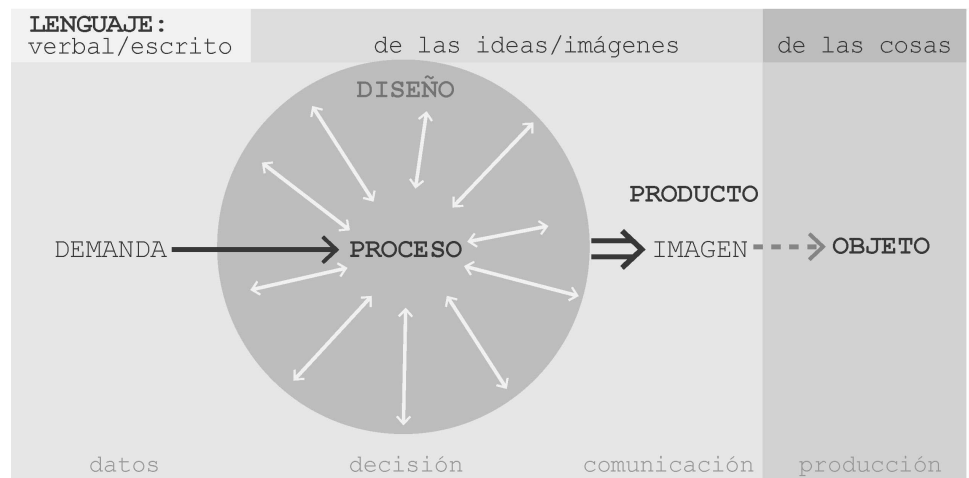 LENGUAJE:
verbal/escrito
de las ideas/imágenes
de las cosas
DISEÑO
PRODUCTO
DEMANDA
PROCESO
IMAGEN
OBJETO
datos
decisión
comunicación
producción